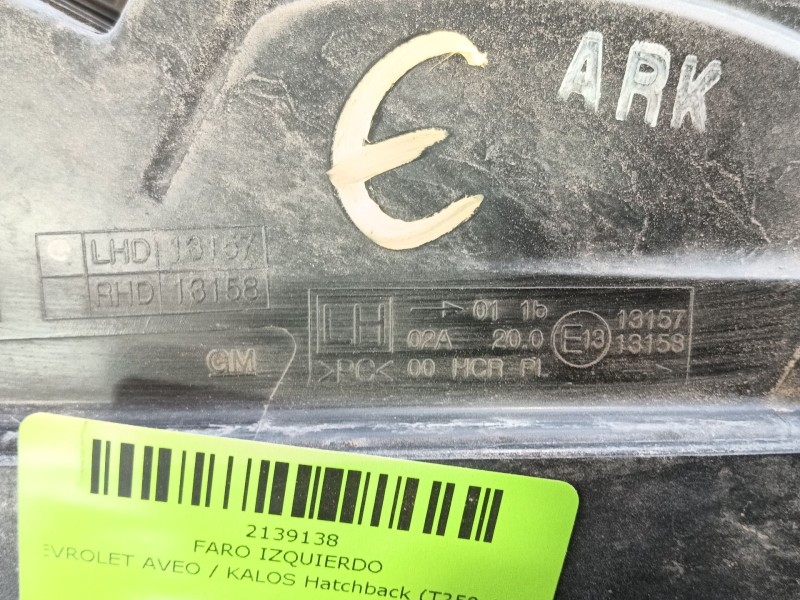 E
ARK
LHD 13157
RHD 13158
LH 01 1b 13157
02A 20.0 E13 13158
GM >PC< 00 HCR PL
2139138
FARO IZQUIERDO
EVROLET AVEO / KALOS Hatchback (T250